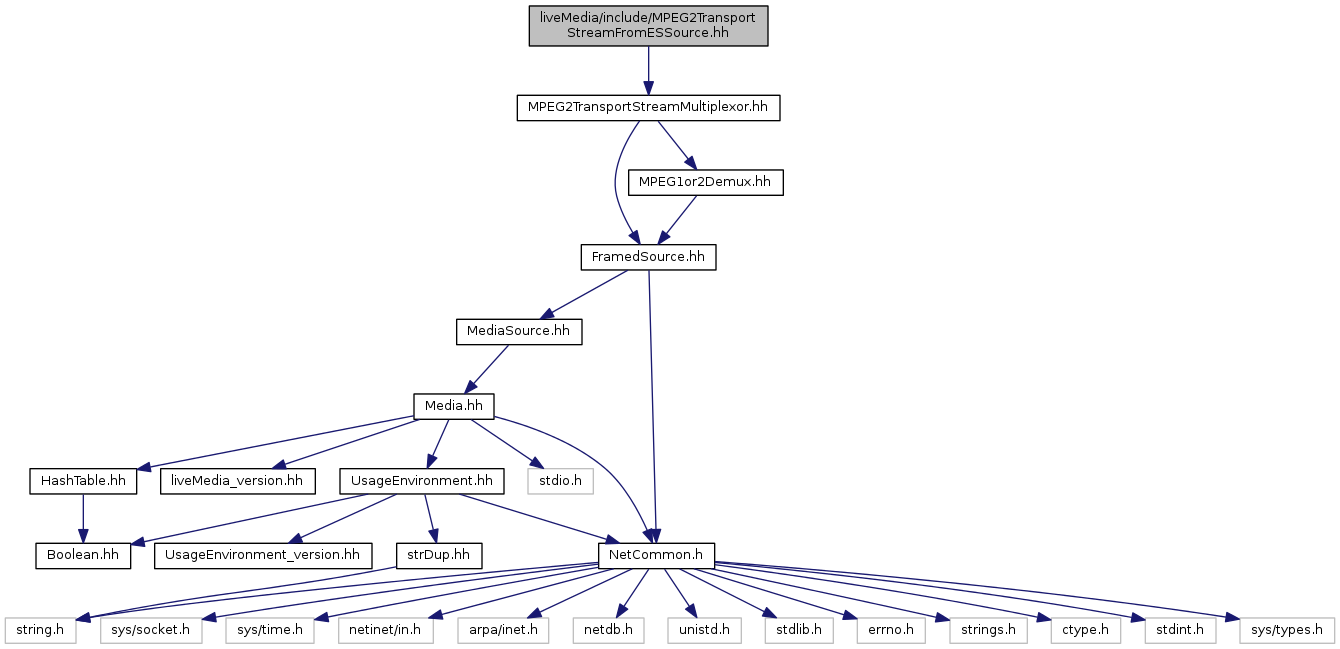 liveMedia/include/MPEG2Transport
StreamFromESSource.hh
MPEG2TransportStreamMultiplexor.hh
MPEG1or2Demux.hh
FramedSource.hh
MediaSource.hh
Media.hh
HashTable.hh
liveMedia_version.hh
UsageEnvironment.hh
stdio.h
Boolean.hh
UsageEnvironment_version.hh
strDup.hh
NetCommon.h
string.h
sys/socket.h
sys/time.h
netinet/in.h
arpa/inet.h
netdb.h
unistd.h
stdlib.h
errno.h
strings.h
ctype.h
stdint.h
sys/types.h